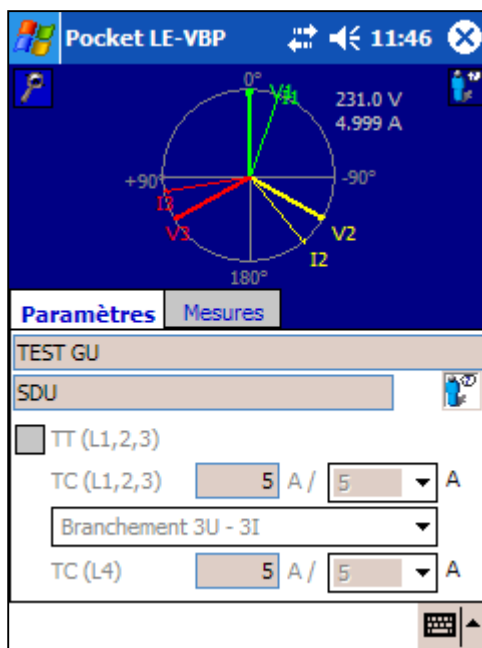 Pocket LE-VBP 11:46
0°
V1
231.0 V
4.999 A
+90°
-90°
I3
V3
V2
I2
180°
Paramètres Mesures
TEST GU
SDU
TT (L1,2,3)
TC (L1,2,3) 5 A / 5 A
Branchement 3U - 3I
TC (L4) 5 A / 5 A